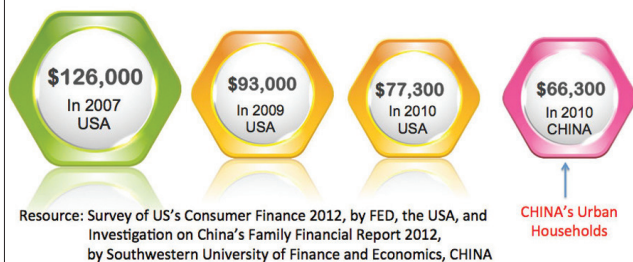 $126,000
In 2007
USA
$93,000
In 2009
USA
$77,300
In 2010
USA
$66,300
In 2010
CHINA
Resource: Survey of US's Consumer Finance 2012, by FED, the USA, and
Investigation on China's Family Financial Report 2012,
by Southwestern University of Finance and Economics, CHINA
CHINA's Urban
Households